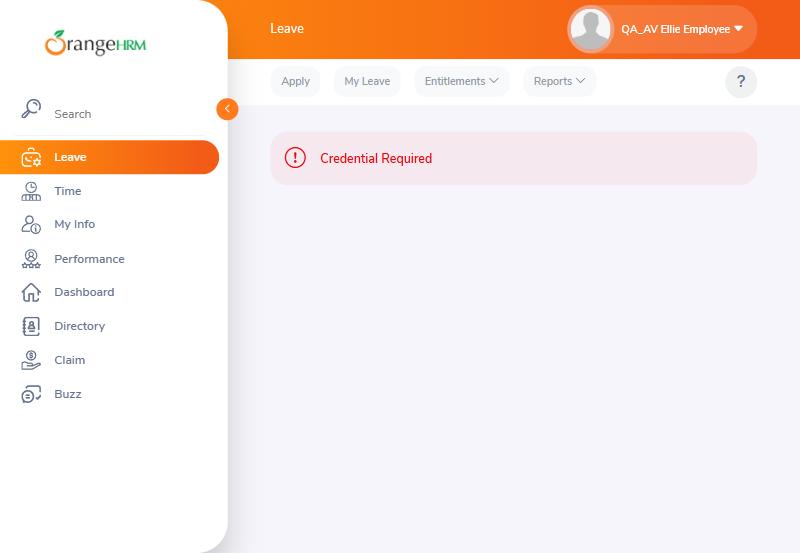 OrangeHRM
Leave
QA_AV Ellie Employee
Apply
My Leave
Entitlements
Reports
?
Search
Leave
Time
My Info
Performance
Dashboard
Directory
Claim
Buzz
Credential Required